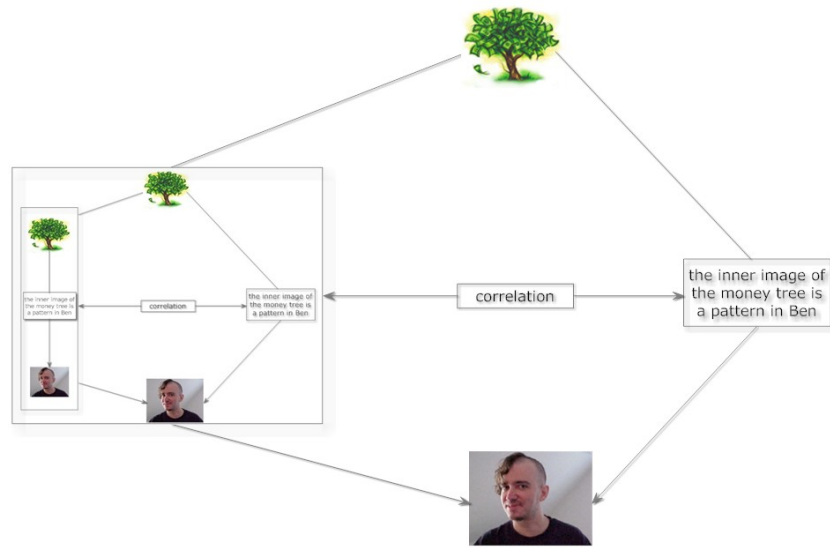 the inner image of
the money tree is
a pattern in Ben
correlation
the inner image of
the money tree is
a pattern in Ben
correlation
the inner image of
the money tree is
a pattern in Ben